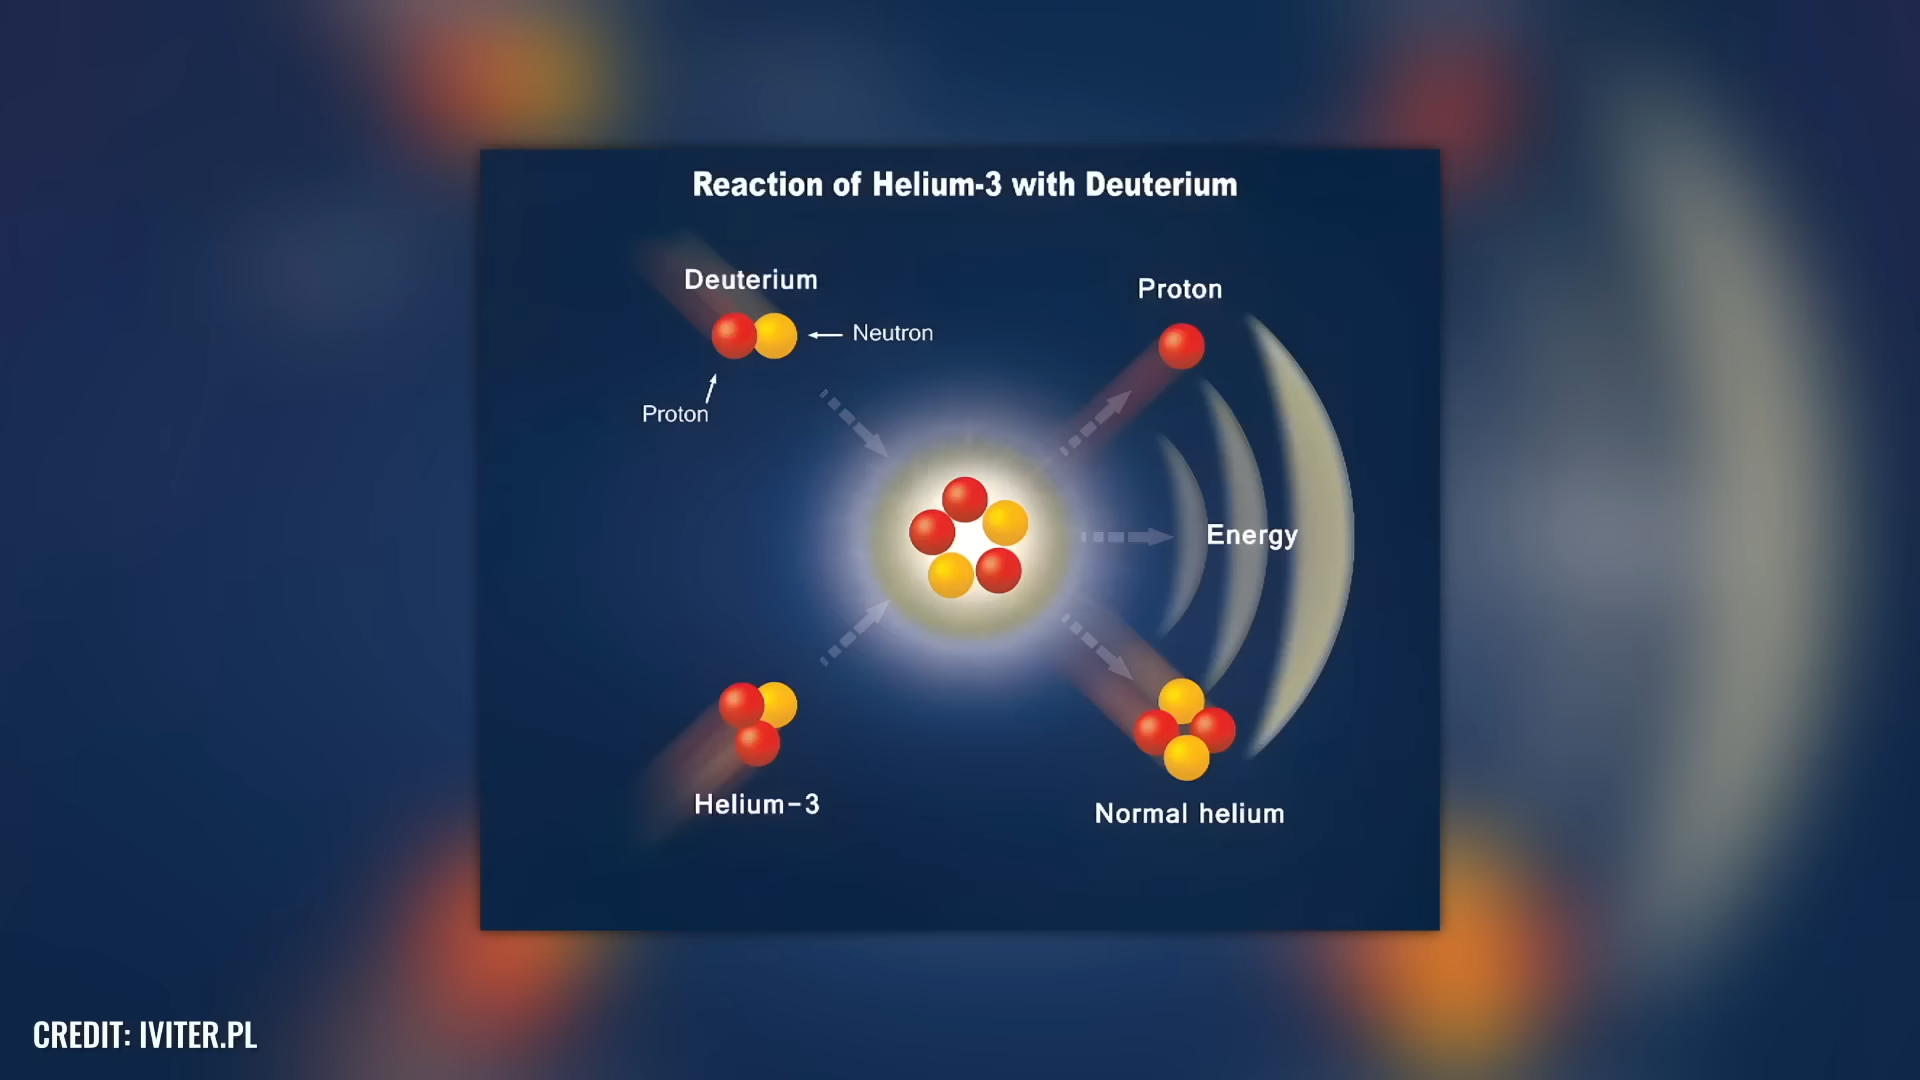 Reaction of Helium-3 with Deuterium
Deuterium
Neutron
Proton
Proton
Energy
Helium-3
Normal helium
CREDIT: IVITER.PL